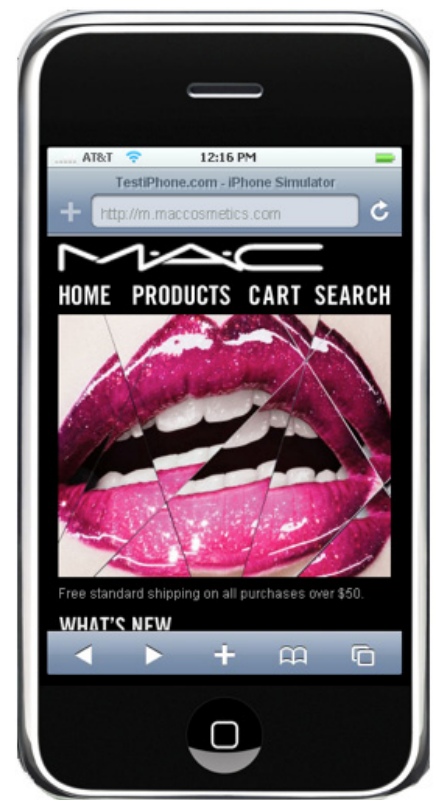 AT&T 12:16 PM
TestiPhone.com - iPhone Simulator
http://m.maccosmetics.com
M·A·C
HOME PRODUCTS CART SEARCH
Free standard shipping on all purchases over $50.
WHAT'S NEW